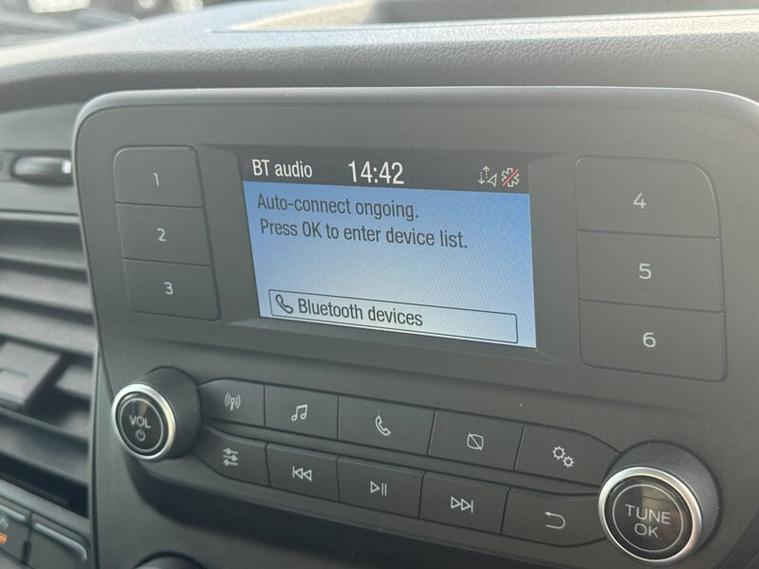 BT audio 14:42
Auto-connect ongoing.
Press OK to enter device list.
Bluetooth devices
1
2
3
4
5
6
VOL
TUNE
OK